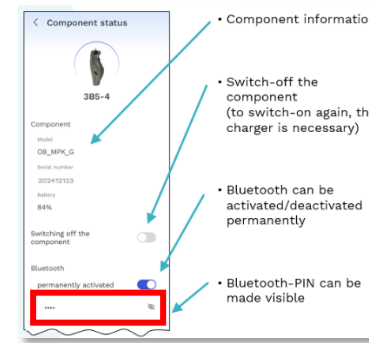 < Component status
3B5-4
Component
Model
OB_MPK_G
Serial number
202412123
Battery
84%
Switching off the
component
Bluetooth
permanently activated
••••
• Component informatio
• Switch-off the
component
(to switch-on again, th
charger is necessary)
• Bluetooth can be
activated/deactivated
permanently
• Bluetooth-PIN can be
made visible